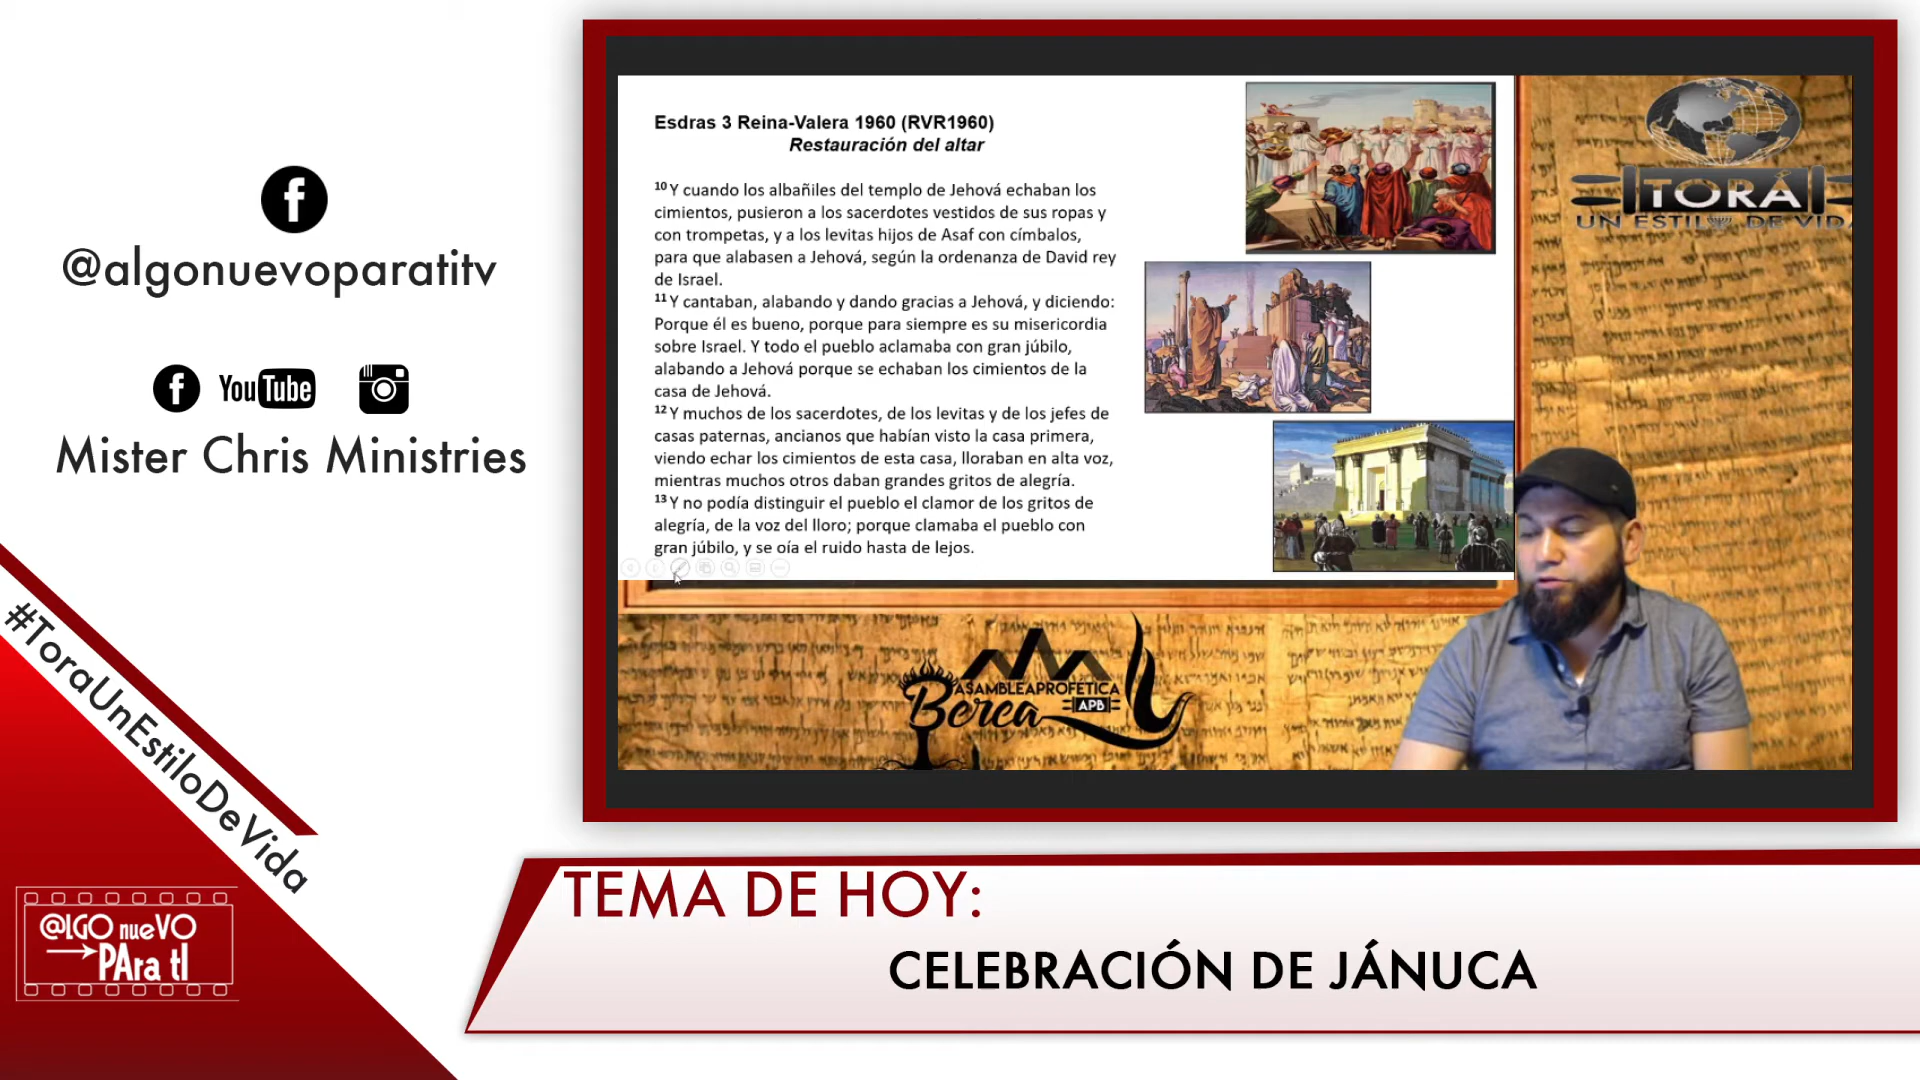 @algonuevoparatitv
You Tube
Mister Chris Ministries
#ToraUnEstiloDeVida
@LGO nueVO
PAra tI
Esdras 3 Reina-Valera 1960 (RVR1960)
Restauración del altar
10 Y cuando los albañiles del templo de Jehová echaban los
cimientos, pusieron a los sacerdotes vestidos de sus ropas y
con trompetas, y a los levitas hijos de Asaf con címbalos,
para que alabasen a Jehová, según la ordenanza de David rey
de Israel.
11 Y cantaban, alabando y dando gracias a Jehová, y diciendo:
Porque él es bueno, porque para siempre es su misericordia
sobre Israel. Y todo el pueblo aclamaba con gran júbilo,
alabando a Jehová porque se echaban los cimientos de la
casa de Jehová.
12 Y muchos de los sacerdotes, de los levitas y de los jefes de
casas paternas, ancianos que habían visto la casa primera,
viendo echar los cimientos de esta casa, lloraban en alta voz,
mientras muchos otros daban grandes gritos de alegría.
13 Y no podía distinguir el pueblo el clamor de los gritos de
alegría, de la voz del lloro; porque clamaba el pueblo con
gran júbilo, y se oía el ruido hasta de lejos.
TORÁ
UN ESTILO DE VIDA
ASAMBLEA PROFÉTICA
Berea
APB
TEMA DE HOY:
CELEBRACIÓN DE JÁNUCA